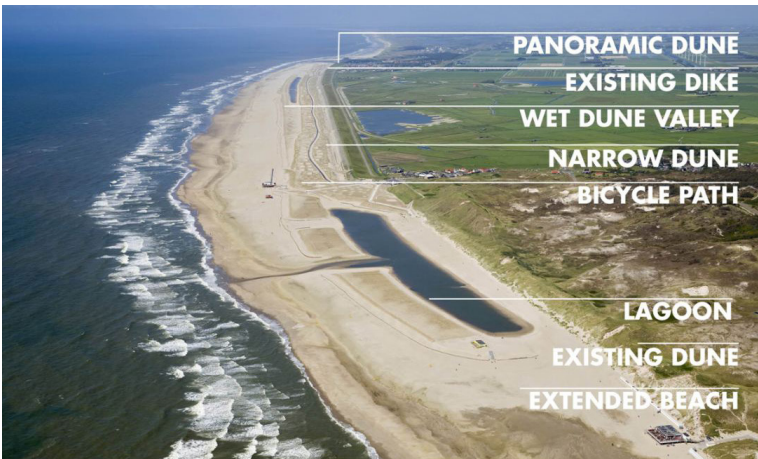 PANORAMIC DUNE
EXISTING DIKE
WET DUNE VALLEY
NARROW DUNE
BICYCLE PATH
LAGOON
EXISTING DUNE
EXTENDED BEACH